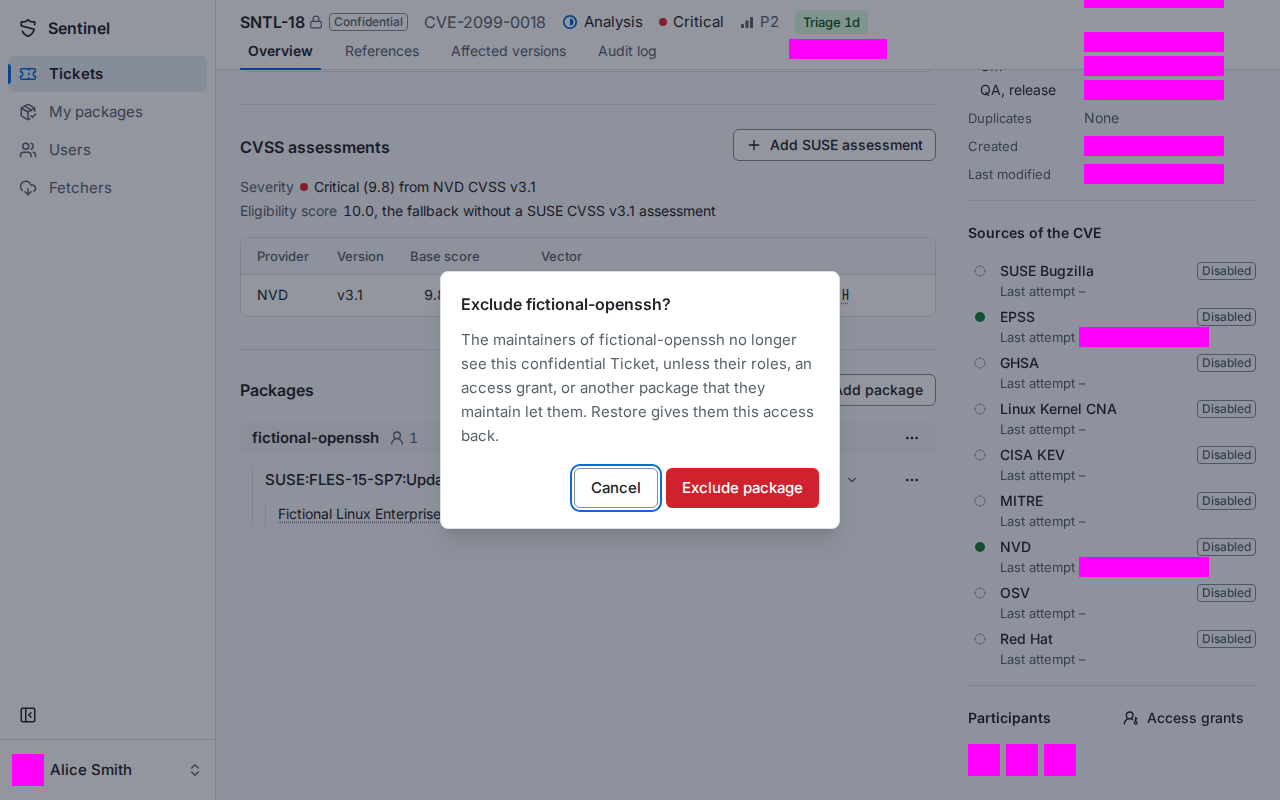 Sentinel
Tickets
My packages
Users
Fetchers
Alice Smith
SNTL-18 Confidential CVE-2099-0018 Analysis Critical P2 Triage 1d
Overview References Affected versions Audit log
CVSS assessments
Add SUSE assessment
Severity Critical (9.8) from NVD CVSS v3.1
Eligibility score 10.0, the fallback without a SUSE CVSS v3.1 assessment
Provider Version Base score Vector
NVD v3.1 H
Packages
package
fictional-openssh 1
Fictional Linux Enterprise
Exclude fictional-openssh?
The maintainers of fictional-openssh no longer
see this confidential Ticket, unless their roles, an
access grant, or another package that they
maintain let them. Restore gives them this access
back.
Cancel Exclude package
QA, release
Duplicates None
Created
Last modified
Sources of the CVE
SUSE Bugzilla Disabled
Last attempt –
EPSS Disabled
Last attempt
GHSA Disabled
Last attempt –
Linux Kernel CNA Disabled
Last attempt –
CISA KEV Disabled
Last attempt –
MITRE Disabled
Last attempt –
NVD Disabled
Last attempt
OSV Disabled
Last attempt –
Red Hat Disabled
Last attempt –
Participants Access grants